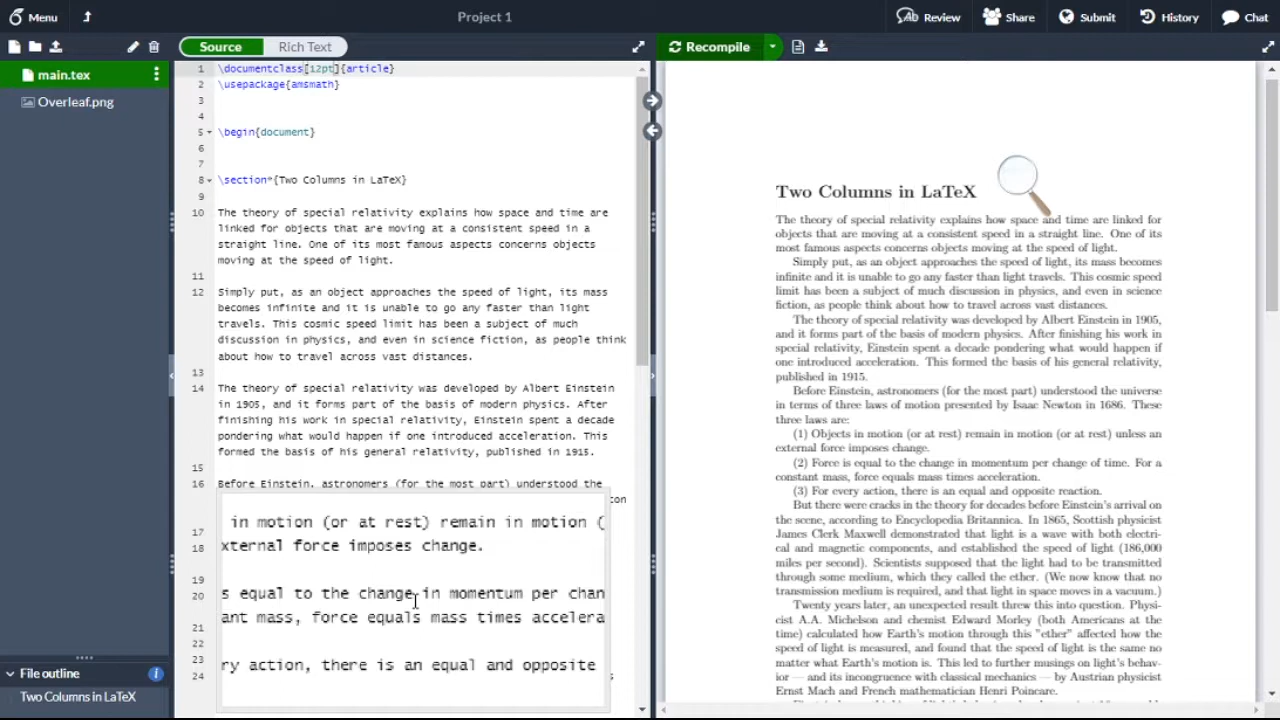 Menu
Project 1
Review
Share
Submit
History
Chat
Source
Rich Text
Recompile
main.tex
Overleaf.png
1 \documentclass[12pt]{article}
2 \usepackage{amsmath}
3
4
5 \begin{document}
6
7
8 \section*{Two Columns in LaTeX}
9
10 The theory of special relativity explains how space and time are
linked for objects that are moving at a consistent speed in a
straight line. One of its most famous aspects concerns objects
moving at the speed of light.
11
12 Simply put, as an object approaches the speed of light, its mass
becomes infinite and it is unable to go any faster than light
travels. This cosmic speed limit has been a subject of much
discussion in physics, and even in science fiction, as people think
about how to travel across vast distances.
13
14 The theory of special relativity was developed by Albert Einstein
in 1905, and it forms part of the basis of modern physics. After
finishing his work in special relativity, Einstein spent a decade
pondering what would happen if one introduced acceleration. This
formed the basis of his general relativity, published in 1915.
15
16 Before Einstein, astronomers (for the most part) understood the
17
18
19
20
21
22
23
24
in motion (or at rest) remain in motion (
xternal force imposes change.
s equal to the change in momentum per chan
ant mass, force equals mass times accelera
ry action, there is an equal and opposite
File outline
Two Columns in LaTeX
Two Columns in LaTeX
The theory of special relativity explains how space and time are linked for
objects that are moving at a consistent speed in a straight line. One of its
most famous aspects concerns objects moving at the speed of light.
Simply put, as an object approaches the speed of light, its mass becomes
infinite and it is unable to go any faster than light travels. This cosmic speed
limit has been a subject of much discussion in physics, and even in science
fiction, as people think about how to travel across vast distances.
The theory of special relativity was developed by Albert Einstein in 1905,
and it forms part of the basis of modern physics. After finishing his work in
special relativity, Einstein spent a decade pondering what would happen if
one introduced acceleration. This formed the basis of his general relativity,
published in 1915.
Before Einstein, astronomers (for the most part) understood the universe
in terms of three laws of motion presented by Isaac Newton in 1686. These
three laws are:
(1) Objects in motion (or at rest) remain in motion (or at rest) unless an
external force imposes change.
(2) Force is equal to the change in momentum per change of time. For a
constant mass, force equals mass times acceleration.
(3) For every action, there is an equal and opposite reaction.
But there were cracks in the theory for decades before Einstein's arrival on
the scene, according to Encyclopedia Britannica. In 1865, Scottish physicist
James Clerk Maxwell demonstrated that light is a wave with both electri-
cal and magnetic components, and established the speed of light (186,000
miles per second). Scientists supposed that the light had to be transmitted
through some medium, which they called the ether. (We now know that no
transmission medium is required, and that light in space moves in a vacuum.)
Twenty years later, an unexpected result threw this into question. Physi-
cist A.A. Michelson and chemist Edward Morley (both Americans at the
time) calculated how Earth's motion through this "ether" affected how the
speed of light is measured, and found that the speed of light is the same no
matter what Earth's motion is. This led to further musings on light's behav-
ior — and its incongruence with classical mechanics — by Austrian physicist
Ernst Mach and French mathematician Henri Poincare.